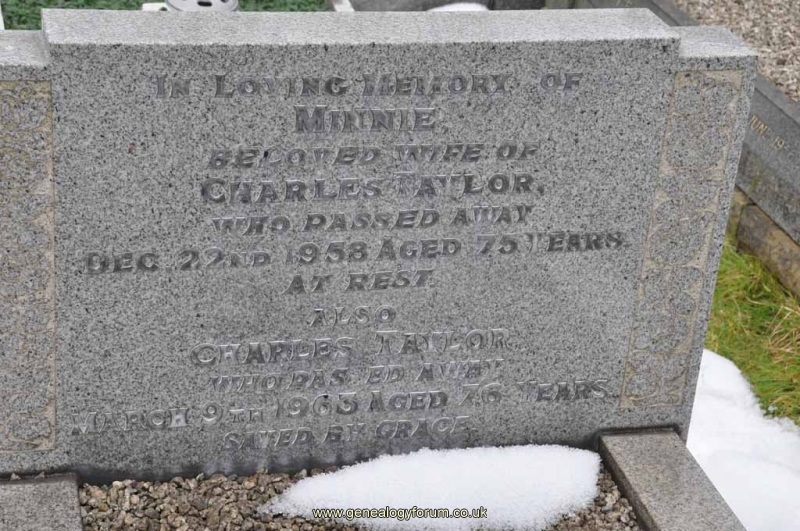 IN LOVING MEMORY OF
MINNIE
BELOVED WIFE OF
CHARLES TAYLOR,
WHO PASSED AWAY
DEC. 22ND 1958 AGED 75 YEARS.
AT REST.
ALSO
CHARLES TAYLOR
WHO PASSED AWAY
MARCH 9TH 1963 AGED 76 YEARS.
SAVED BY GRACE.
www.genealogyforum.co.uk